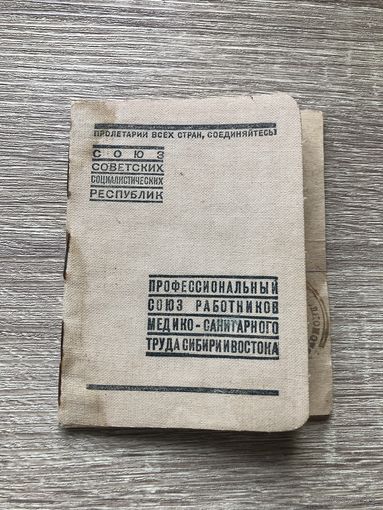 ПРОЛЕТАРИИ ВСЕХ СТРАН, СОЕДИНЯЙТЕСЬ!
СОЮЗ
СОВЕТСКИХ
СОЦИАЛИСТИЧЕСКИХ
РЕСПУБЛИК
ПРОФЕССИОНАЛЬНЫЙ
СОЮЗ РАБОТНИКОВ
МЕДИКО-САНИТАРНОГО
ТРУДА СИБИРИ И ВОСТОКА